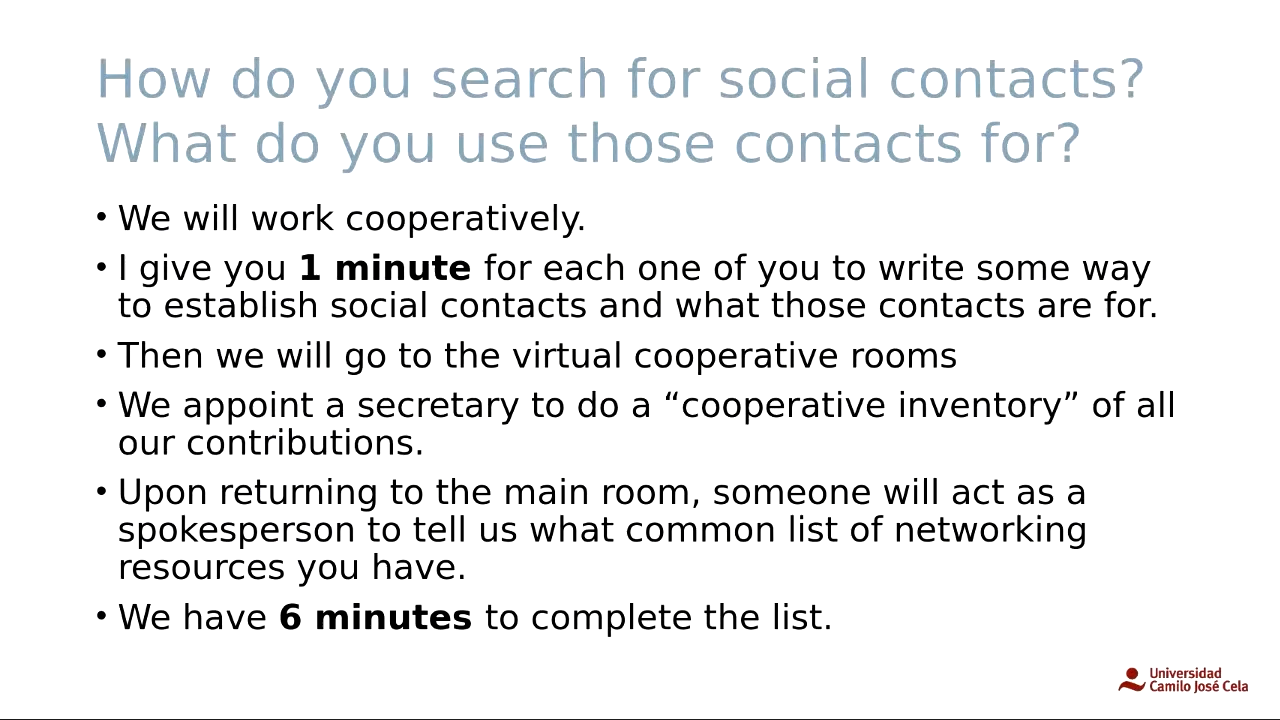 How do you search for social contacts?
What do you use those contacts for?
• We will work cooperatively.
• I give you 1 minute for each one of you to write some way
to establish social contacts and what those contacts are for.
• Then we will go to the virtual cooperative rooms
• We appoint a secretary to do a “cooperative inventory” of all
our contributions.
• Upon returning to the main room, someone will act as a
spokesperson to tell us what common list of networking
resources you have.
• We have 6 minutes to complete the list.
Universidad
Camilo José Cela